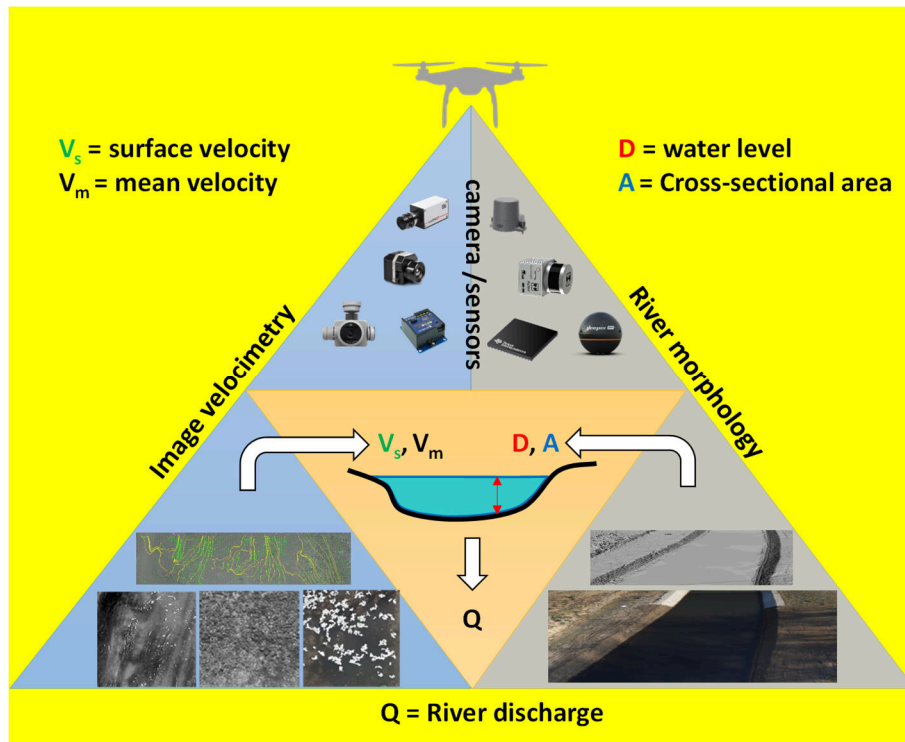 Vs = surface velocity
Vm = mean velocity
D = water level
A = Cross-sectional area
camera /sensors
Image velocimetry
River morphology
deeper
Vs, Vm
D, A
Q
Q = River discharge